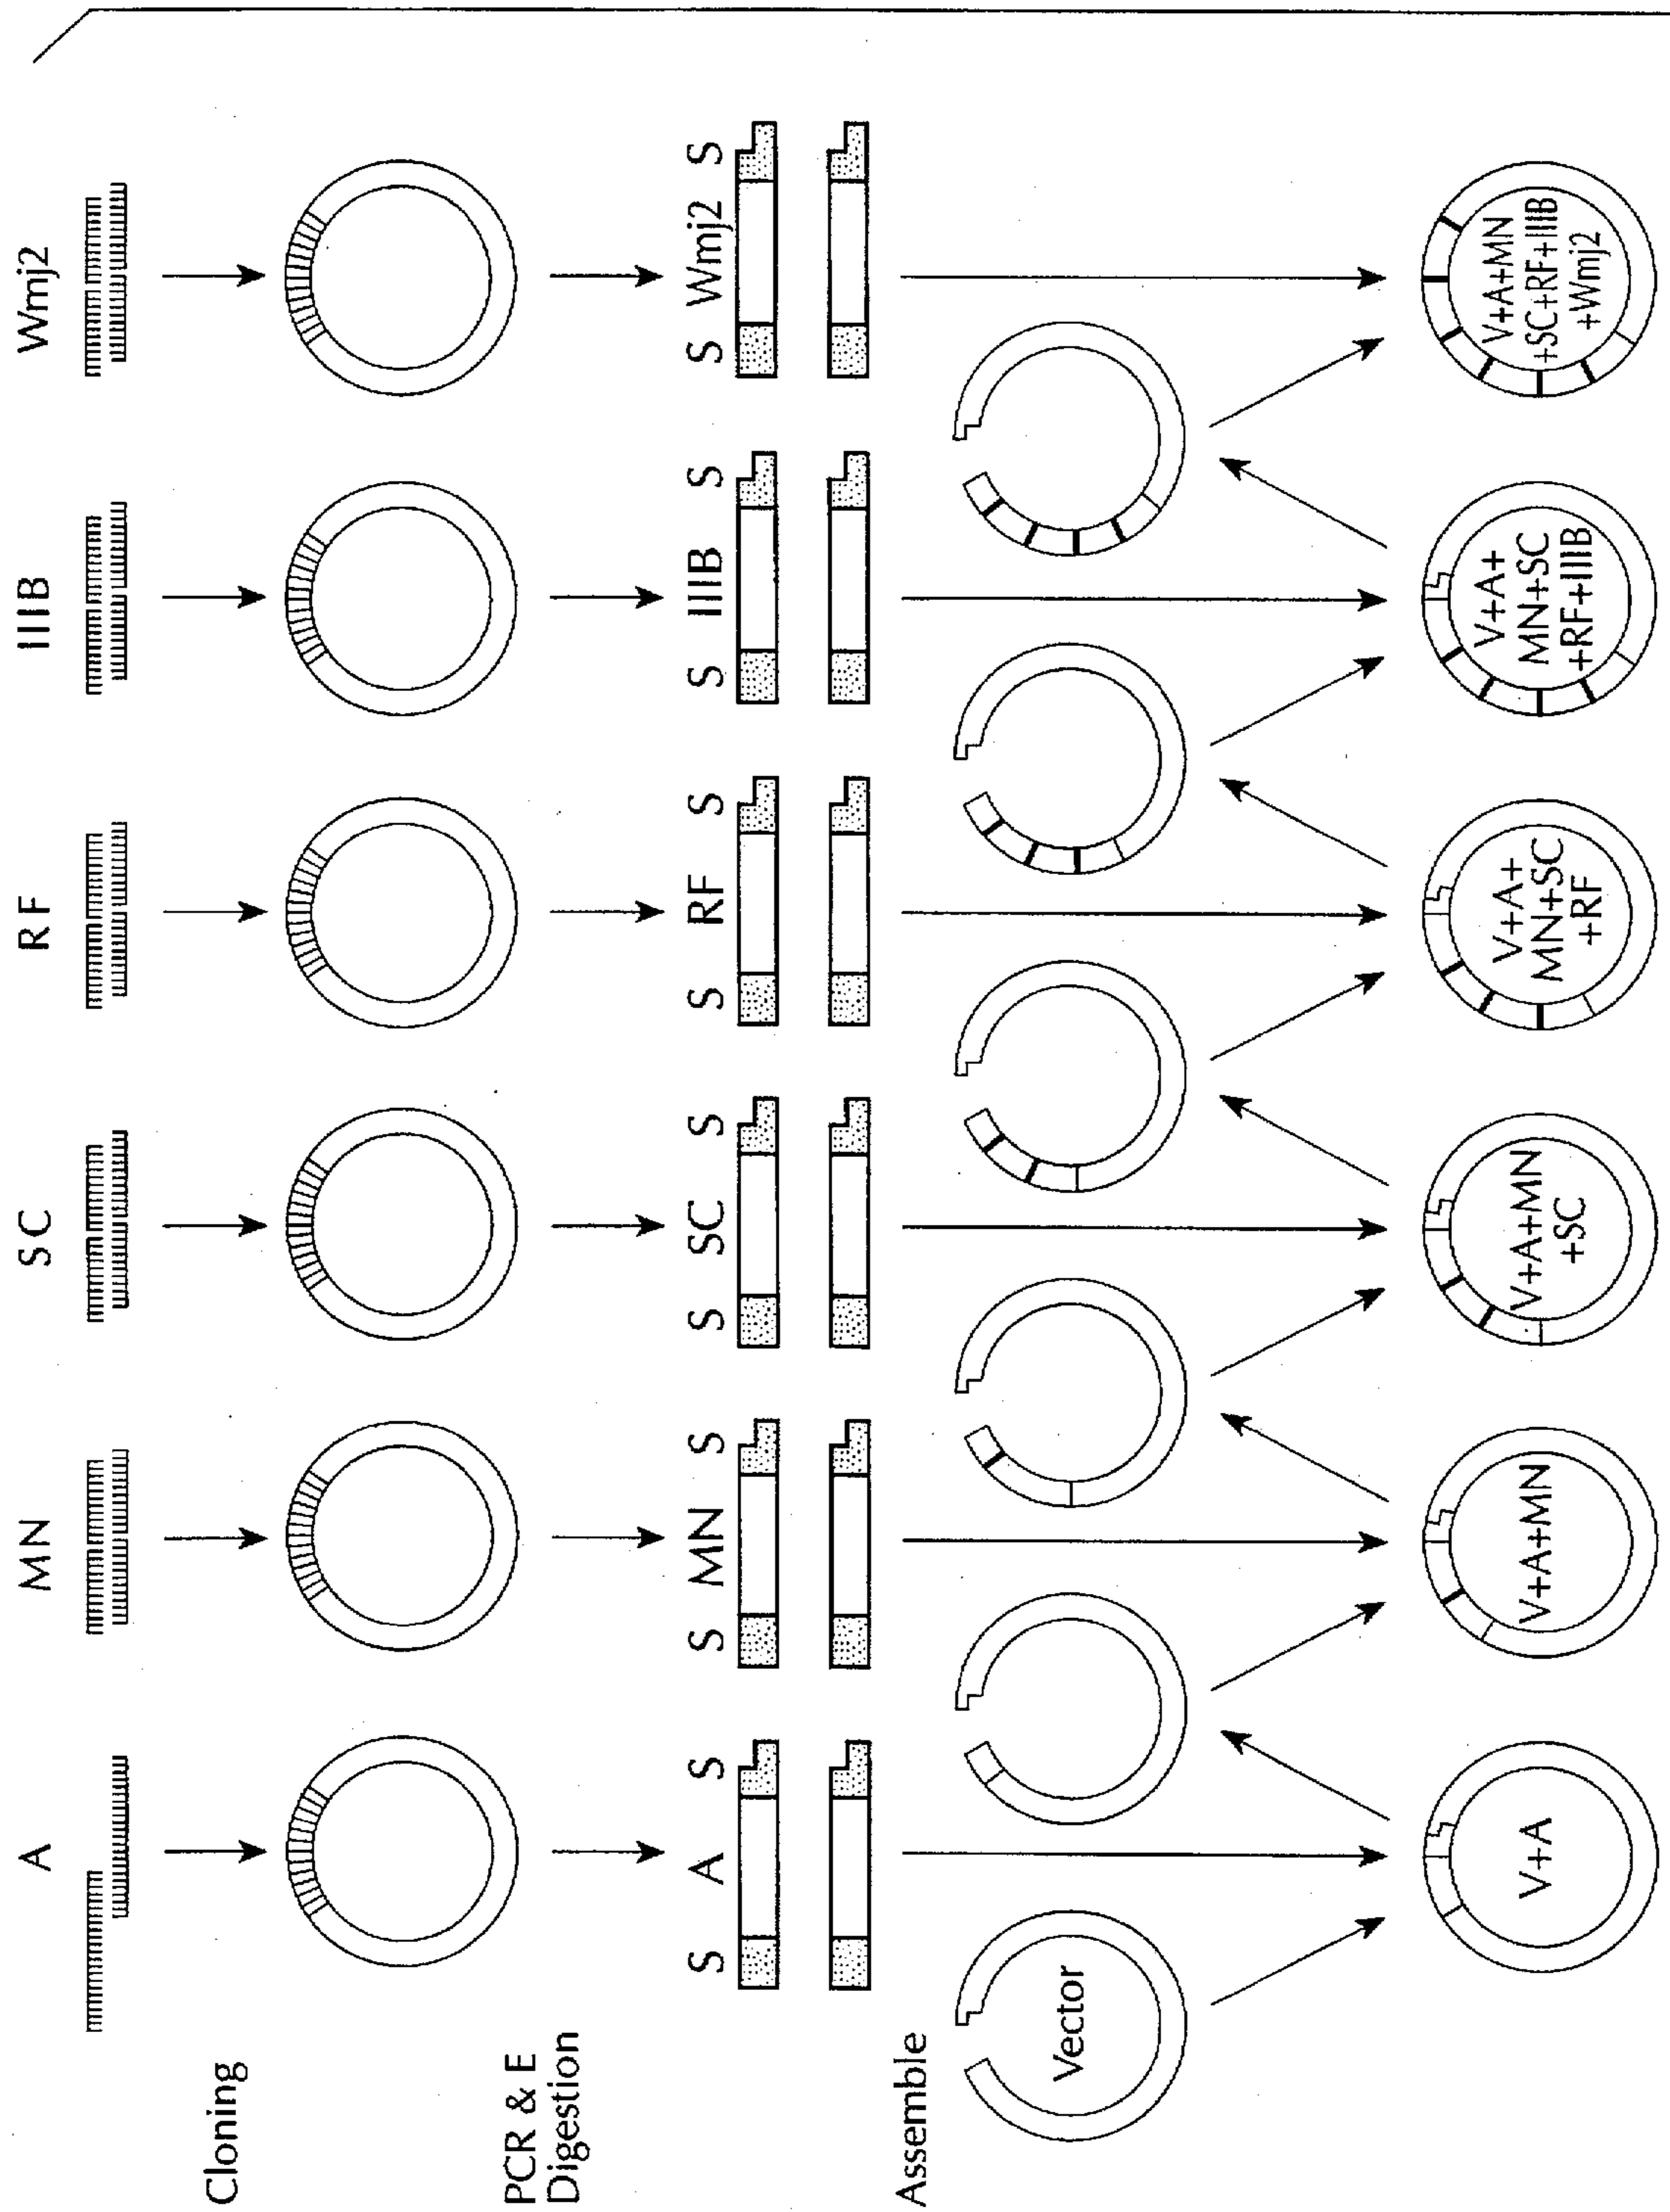 A MN SC RF IIIB Wmj2
Cloning
PCR & E
Digestion
S A S S MN S S SC S S RF S S IIIB S S Wmj2 S
Assemble
Vector
V+A
V+A+MN
V+A+MN
+SC
V+A+
MN+SC
+RF
V+A+
MN+SC
+RF+IIIB
V+A+MN
+SC+RF+IIIB
+Wmj2